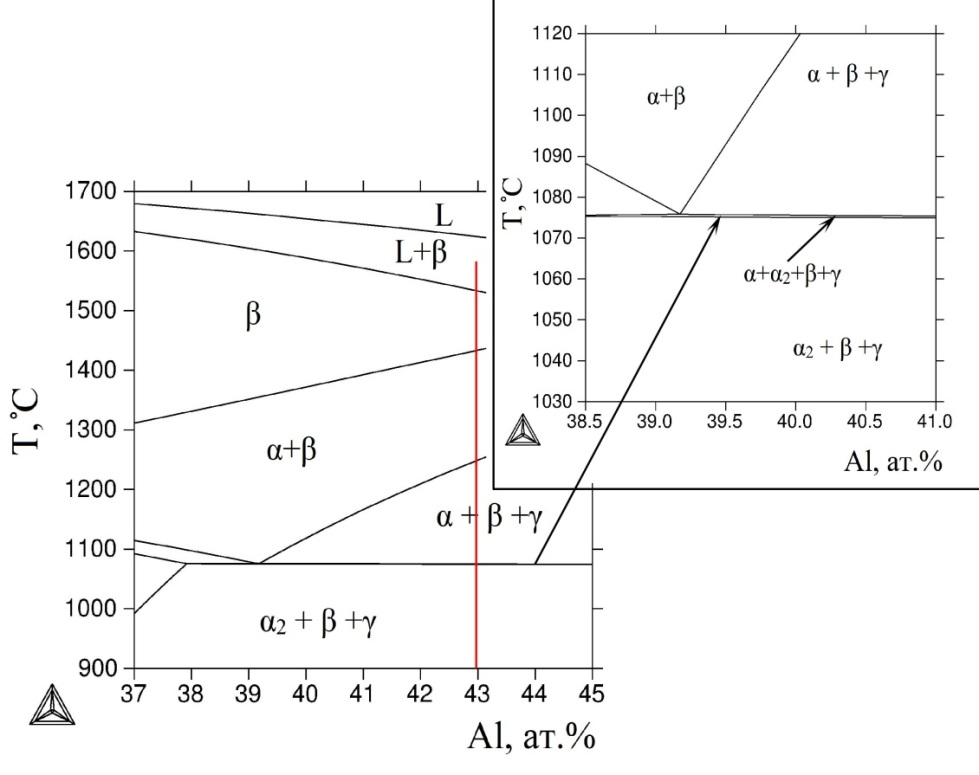 1700
1600
1500
1400
1300
1200
1100
1000
900
T,°C
L
L+β
β
α+β
α + β +γ
α₂ + β +γ
37 38 39 40 41 42 43 44 45
Al, ат.%
1120
1110
1100
1090
1080
1070
1060
1050
1040
1030
T,°C
α+β
α + β +γ
α+α₂+β+γ
α₂ + β +γ
38.5 39.0 39.5 40.0 40.5 41.0
Al, ат.%